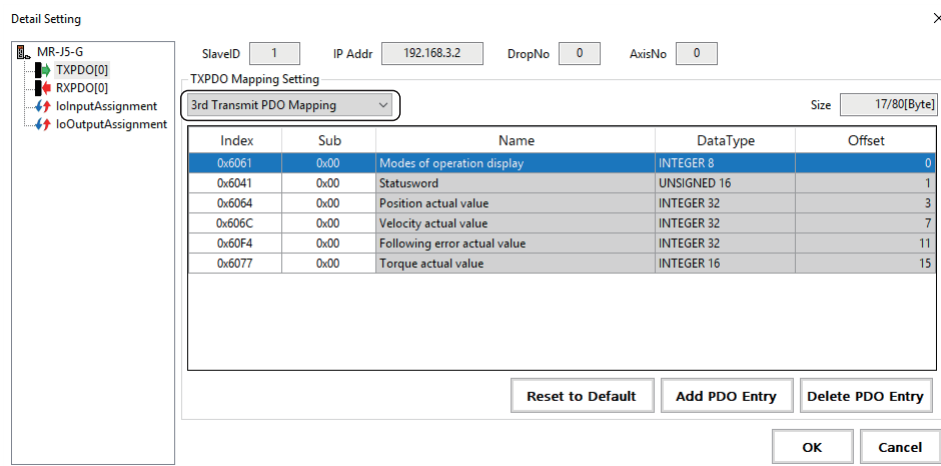 Detail Setting
MR-J5-G
TXPDO[0]
RXPDO[0]
IoInputAssignment
IoOutputAssignment
SlaveID 1 IP Addr 192.168.3.2 DropNo 0 AxisNo 0
TXPDO Mapping Setting
3rd Transmit PDO Mapping Size 17/80[Byte]
Index Sub Name DataType Offset
0x6061 0x00 Modes of operation display INTEGER 8 0
0x6041 0x00 Statusword UNSIGNED 16 1
0x6064 0x00 Position actual value INTEGER 32 3
0x606C 0x00 Velocity actual value INTEGER 32 7
0x60F4 0x00 Following error actual value INTEGER 32 11
0x6077 0x00 Torque actual value INTEGER 16 15
Reset to Default Add PDO Entry Delete PDO Entry
OK Cancel